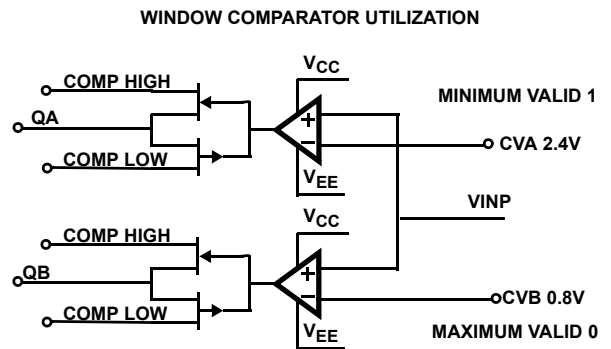 WINDOW COMPARATOR UTILIZATION
VCC
COMP HIGH
MINIMUM VALID 1
QA
+
−
CVA 2.4V
COMP LOW
VEE
VINP
VCC
COMP HIGH
QB
+
−
CVB 0.8V
COMP LOW
VEE
MAXIMUM VALID 0